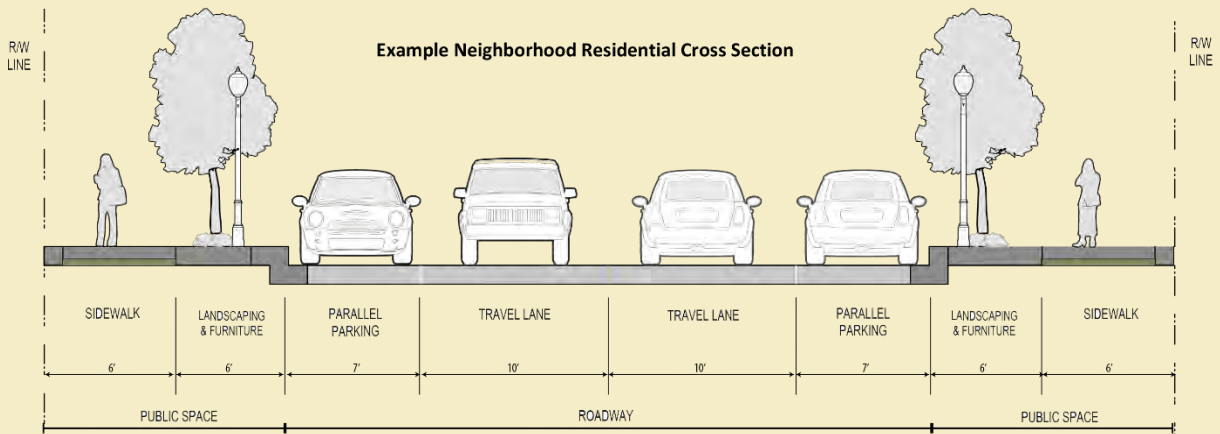 R/W
LINE
Example Neighborhood Residential Cross Section
R/W
LINE
SIDEWALK
LANDSCAPING
& FURNITURE
PARALLEL
PARKING
TRAVEL LANE
TRAVEL LANE
PARALLEL
PARKING
LANDSCAPING
& FURNITURE
SIDEWALK
6'
6'
7'
10'
10'
7'
6'
6'
PUBLIC SPACE
ROADWAY
PUBLIC SPACE